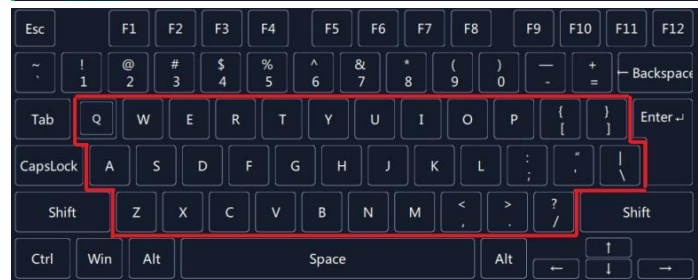 Esc F1 F2 F3 F4 F5 F6 F7 F8 F9 F10 F11 F12
~ ! @ # $ % ^ & * ( ) — +
` 1 2 3 4 5 6 7 8 9 0 - = ← Backspace
Tab Q W E R T Y U I O P { } Enter ↵
[ ]
CapsLock A S D F G H J K L : " |
; ' \
Shift Z X C V B N M < > ? Shift
, . /
Ctrl Win Alt Space Alt ↑
← ↓ →